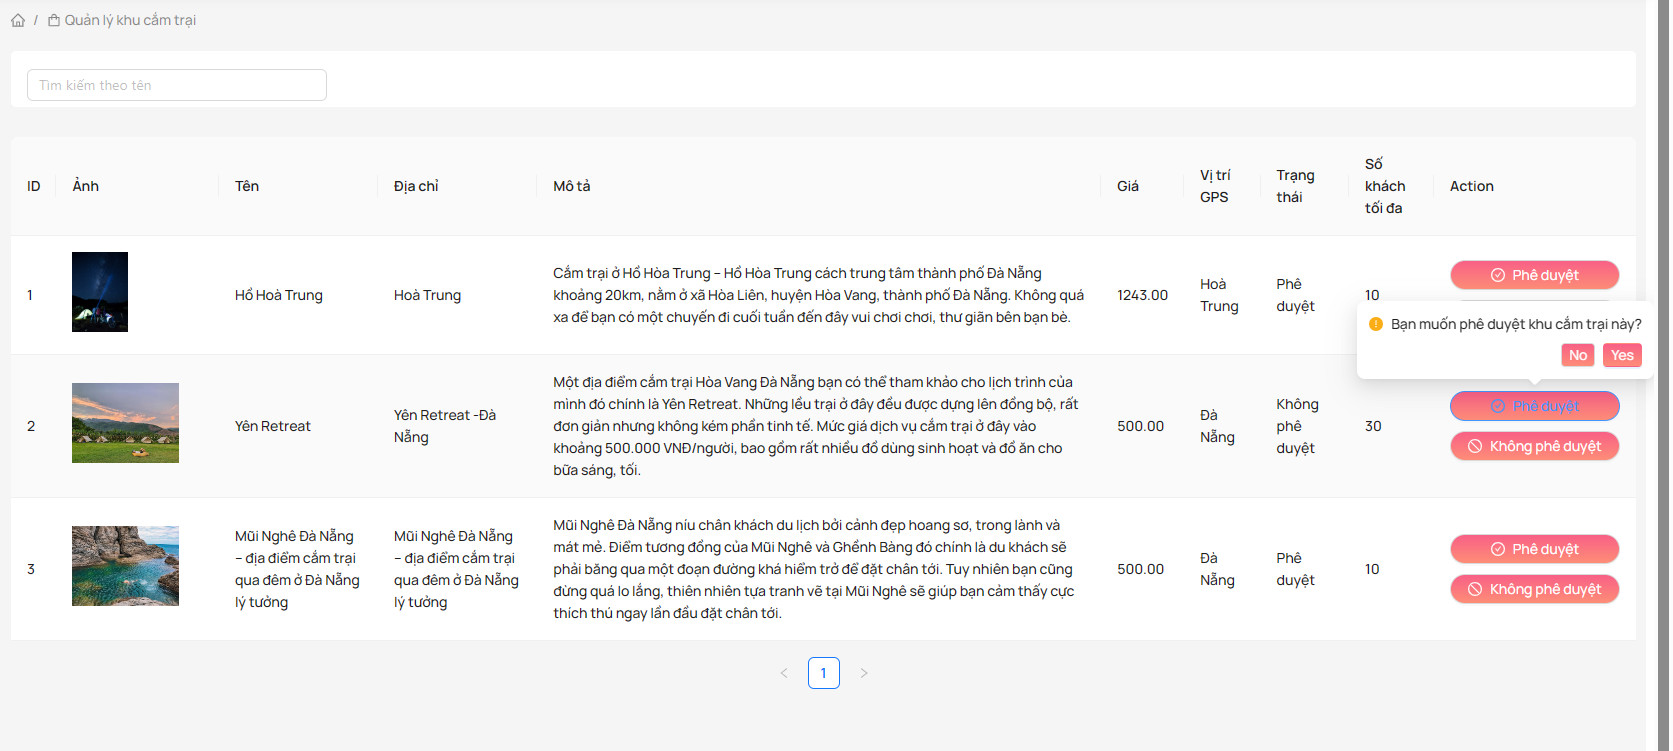 / Quản lý khu cắm trại
Tìm kiếm theo tên
ID
Ảnh
Tên
Địa chỉ
Mô tả
Giá
Vị trí
GPS
Trạng
thái
Số
khách
tối đa
Action
1
Hồ Hoà Trung
Hoà Trung
Cắm trại ở Hồ Hòa Trung – Hồ Hòa Trung cách trung tâm thành phố Đà Nẵng
khoảng 20km, nằm ở xã Hòa Liên, huyện Hòa Vang, thành phố Đà Nẵng. Không quá
xa để bạn có một chuyến đi cuối tuần đến đây vui chơi chơi, thư giãn bên bạn bè.
1243.00
Hoà
Trung
Phê
duyệt
10
Phê duyệt
Bạn muốn phê duyệt khu cắm trại này?
No
Yes
2
Yên Retreat
Yên Retreat -Đà
Nẵng
Một địa điểm cắm trại Hòa Vang Đà Nẵng bạn có thể tham khảo cho lịch trình của
mình đó chính là Yên Retreat. Những lều trại ở đây đều được dựng lên đồng bộ, rất
đơn giản nhưng không kém phần tinh tế. Mức giá dịch vụ cắm trại ở đây vào
khoảng 500.000 VNĐ/người, bao gồm rất nhiều đồ dùng sinh hoạt và đồ ăn cho
bữa sáng, tối.
500.00
Đà
Nẵng
Không
phê
duyệt
30
Phê duyệt
Không phê duyệt
3
Mũi Nghê Đà Nẵng
– địa điểm cắm trại
qua đêm ở Đà Nẵng
lý tưởng
Mũi Nghê Đà Nẵng
– địa điểm cắm trại
qua đêm ở Đà Nẵng
lý tưởng
Mũi Nghê Đà Nẵng níu chân khách du lịch bởi cảnh đẹp hoang sơ, trong lành và
mát mẻ. Điểm tương đồng của Mũi Nghê và Ghềnh Bàng đó chính là du khách sẽ
phải băng qua một đoạn đường khá hiểm trở để đặt chân tới. Tuy nhiên bạn cũng
đừng quá lo lắng, thiên nhiên tựa tranh vẽ tại Mũi Nghê sẽ giúp bạn cảm thấy cực
thích thú ngay lần đầu đặt chân tới.
500.00
Đà
Nẵng
Phê
duyệt
10
Phê duyệt
Không phê duyệt
< 1 >